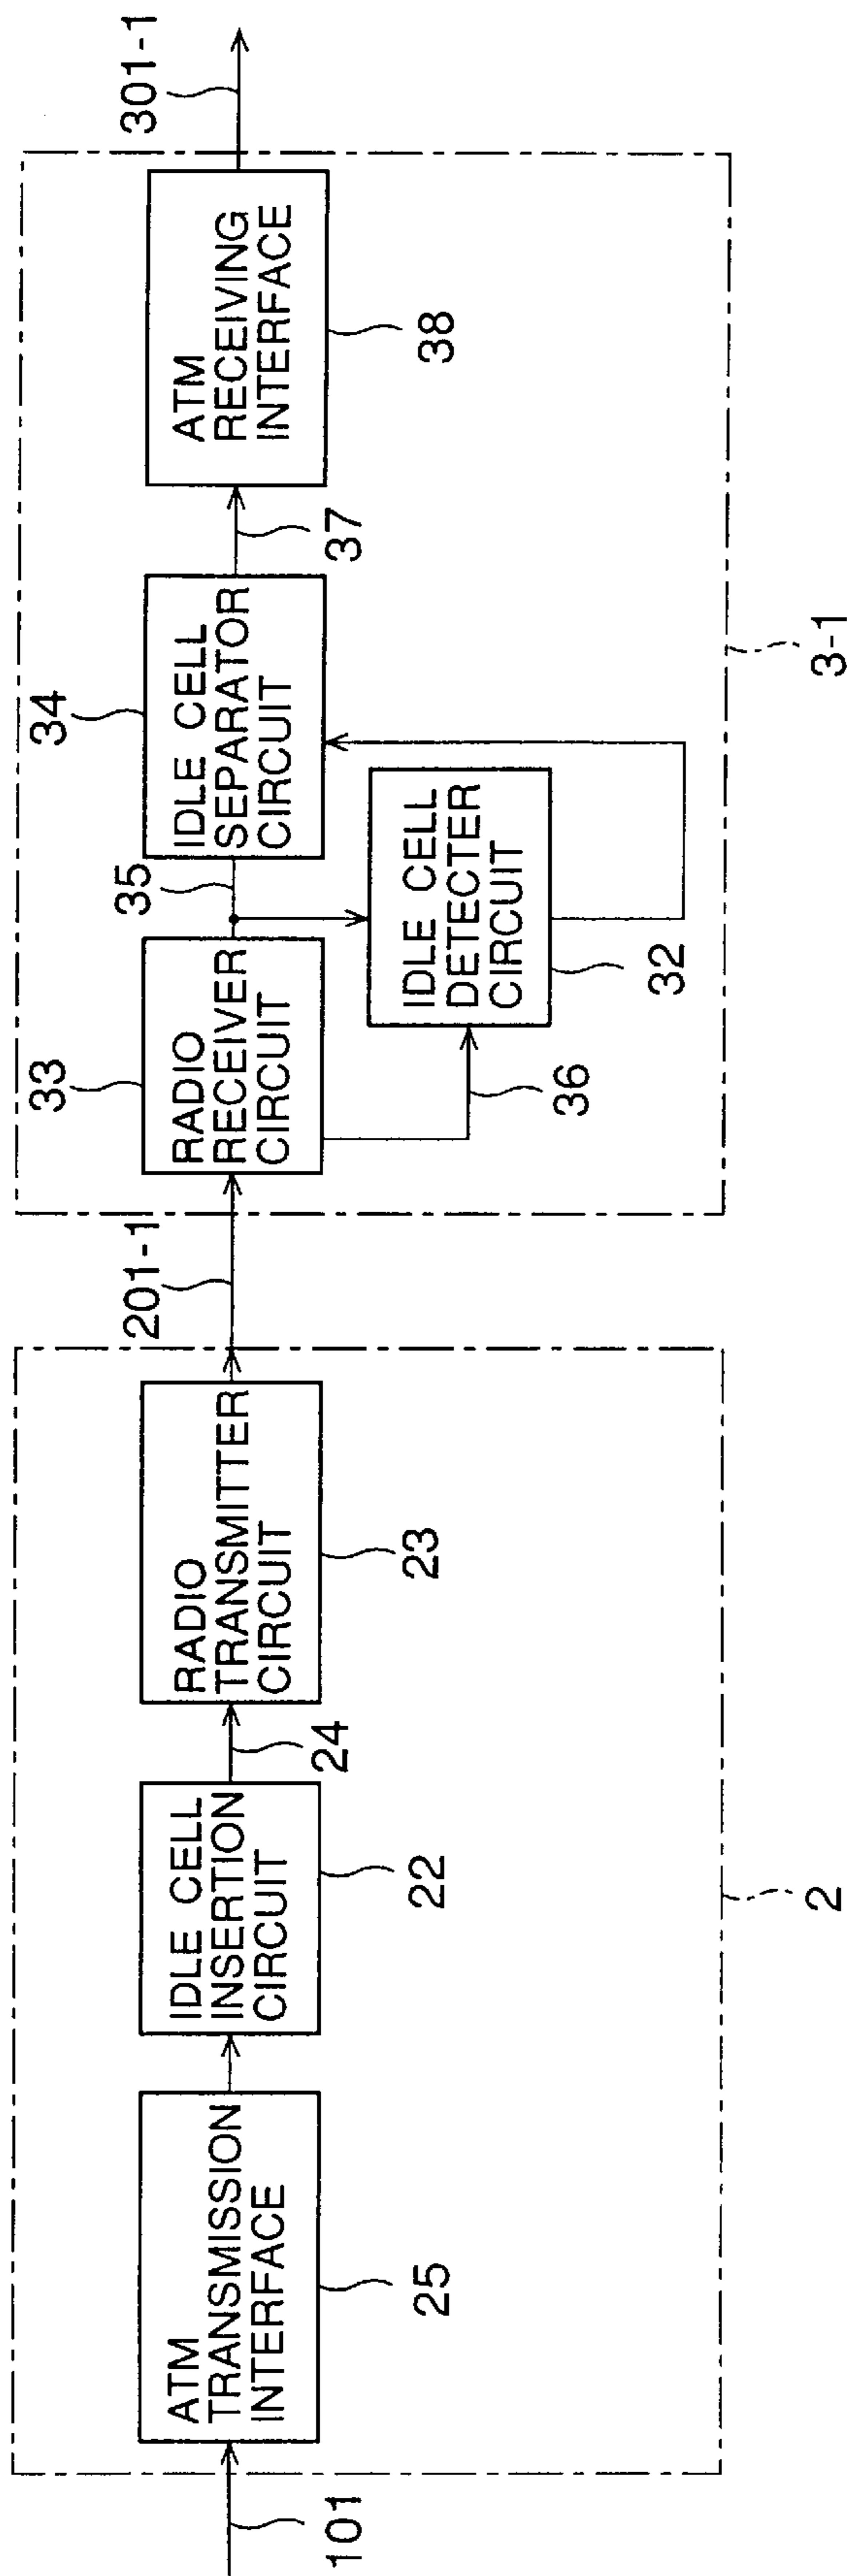 101
ATM
TRANSMISSION
INTERFACE
25
IDLE CELL
INSERTION
CIRCUIT
22
24
RADIO
TRANSMITTER
CIRCUIT
23
2
201-1
33
RADIO
RECEIVER
CIRCUIT
35
36
IDLE CELL
DETECTER
CIRCUIT
32
34
IDLE CELL
SEPARATOR
CIRCUIT
37
ATM
RECEIVING
INTERFACE
38
3-1
301-1